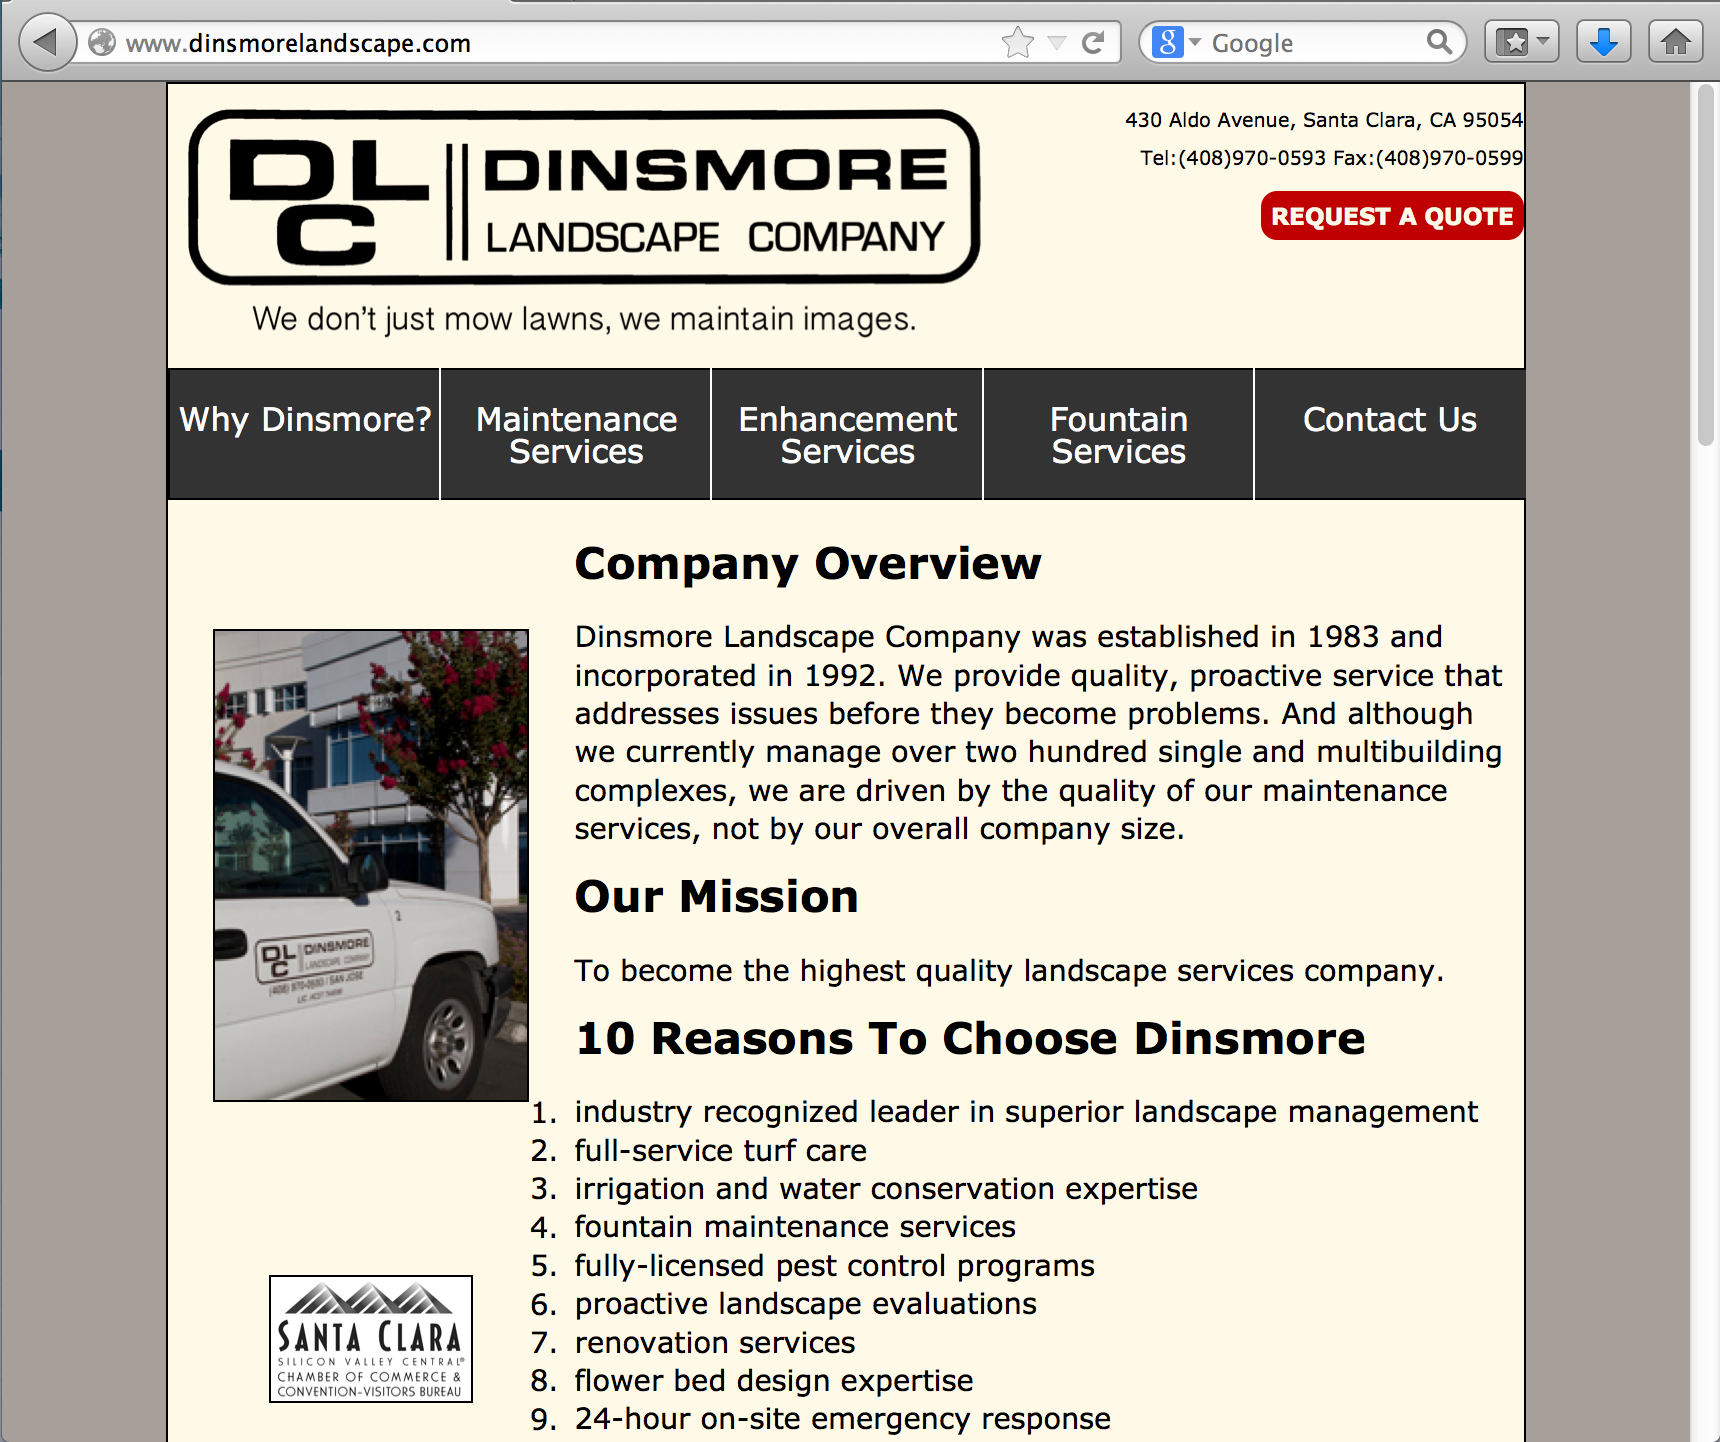 www.dinsmorelandscape.com
Google
DLC DINSMORE
LANDSCAPE COMPANY
We don't just mow lawns, we maintain images.
430 Aldo Avenue, Santa Clara, CA 95054
Tel:(408)970-0593 Fax:(408)970-0599
REQUEST A QUOTE
Why Dinsmore?
Maintenance
Services
Enhancement
Services
Fountain
Services
Contact Us
Company Overview
Dinsmore Landscape Company was established in 1983 and
incorporated in 1992. We provide quality, proactive service that
addresses issues before they become problems. And although
we currently manage over two hundred single and multibuilding
complexes, we are driven by the quality of our maintenance
services, not by our overall company size.
Our Mission
To become the highest quality landscape services company.
10 Reasons To Choose Dinsmore
1. industry recognized leader in superior landscape management
2. full-service turf care
3. irrigation and water conservation expertise
4. fountain maintenance services
5. fully-licensed pest control programs
6. proactive landscape evaluations
7. renovation services
8. flower bed design expertise
9. 24-hour on-site emergency response
2
DLC DINSMORE
LANDSCAPE COMPANY
(408) 970-0593 / SAN JOSE
SANTA CLARA
SILICON VALLEY CENTRAL®
CHAMBER OF COMMERCE &
CONVENTION-VISITORS BUREAU